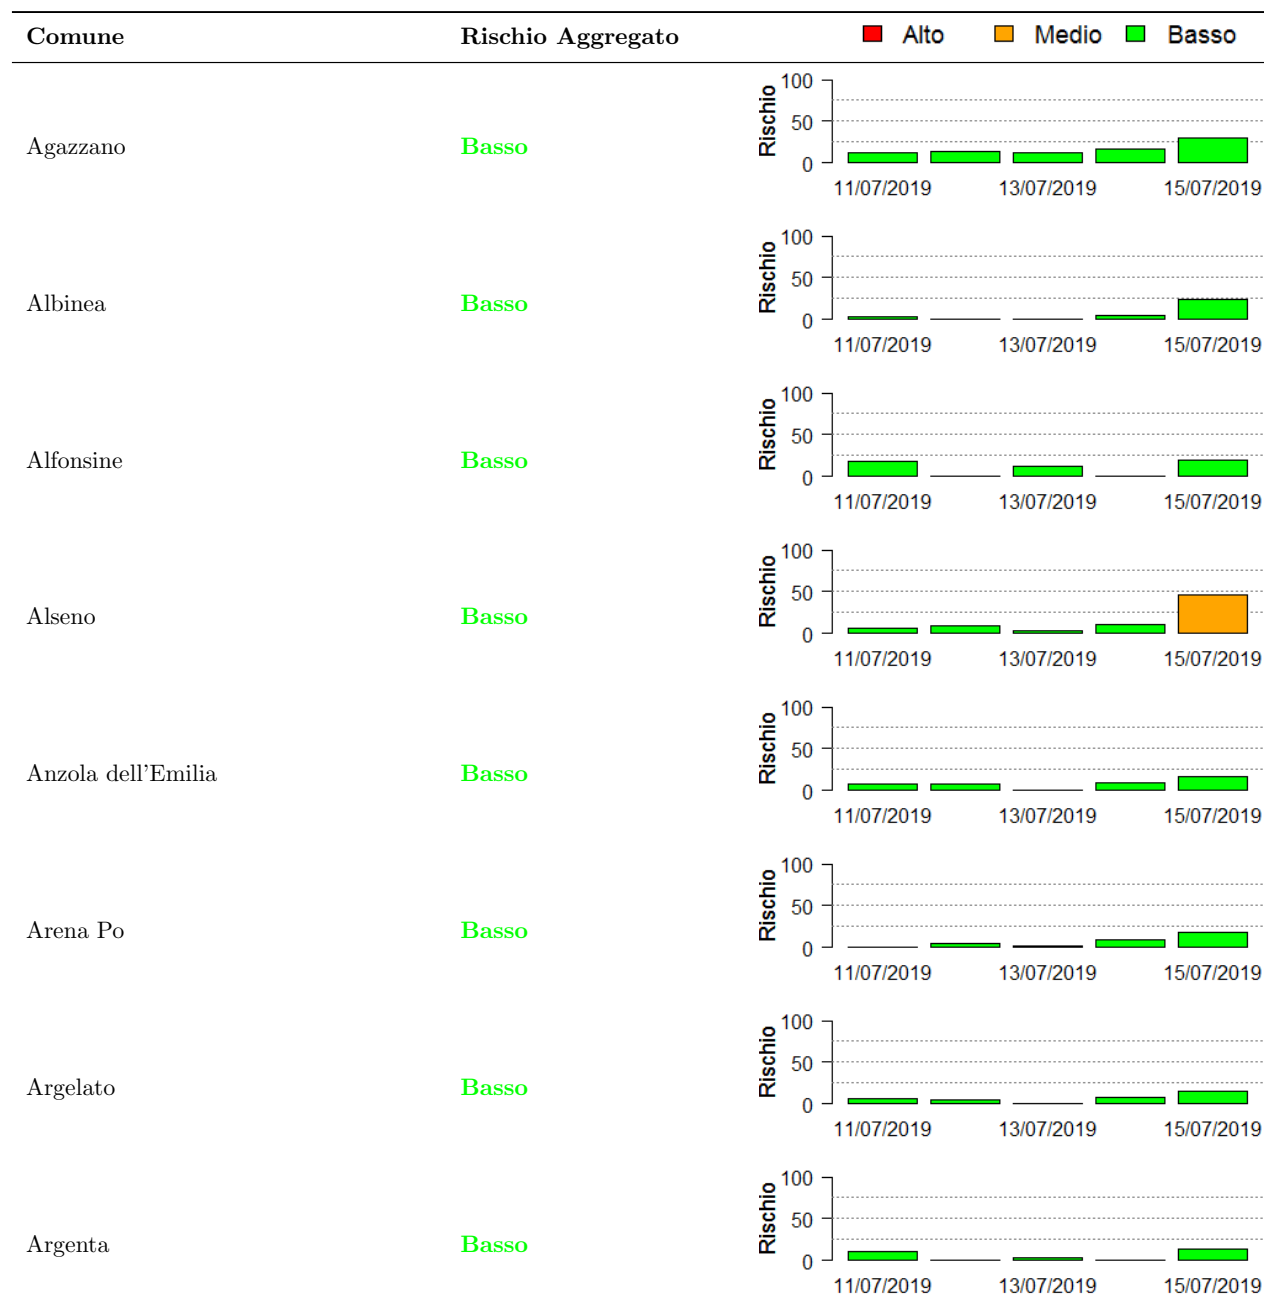 Comune Rischio Aggregato Alto Medio Basso
Agazzano Basso Rischio 0 50 100
11/07/2019 13/07/2019 15/07/2019
Albinea Basso Rischio 0 50 100
11/07/2019 13/07/2019 15/07/2019
Alfonsine Basso Rischio 0 50 100
11/07/2019 13/07/2019 15/07/2019
Alseno Basso Rischio 0 50 100
11/07/2019 13/07/2019 15/07/2019
Anzola dell'Emilia Basso Rischio 0 50 100
11/07/2019 13/07/2019 15/07/2019
Arena Po Basso Rischio 0 50 100
11/07/2019 13/07/2019 15/07/2019
Argelato Basso Rischio 0 50 100
11/07/2019 13/07/2019 15/07/2019
Argenta Basso Rischio 0 50 100
11/07/2019 13/07/2019 15/07/2019